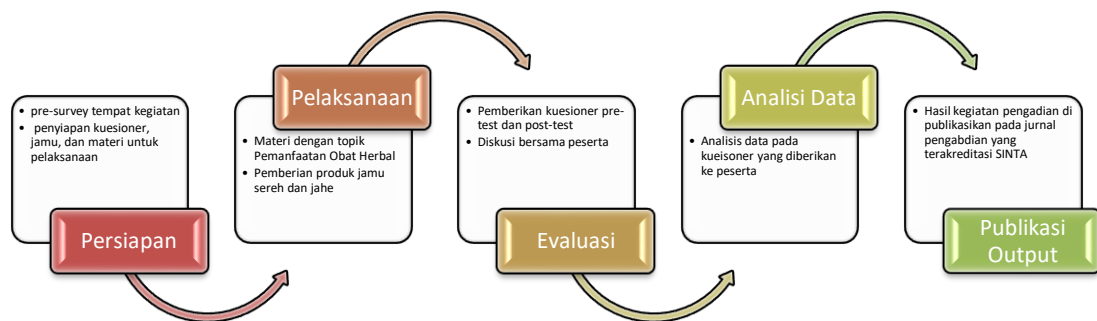 • pre-survey tempat kegiatan
• penyiapan kuesioner,
jamu, dan materi untuk
pelaksanaan
Persiapan
Pelaksanaan
• Materi dengan topik
Pemanfaatan Obat Herbal
• Pemberian produk jamu
sereh dan jahe
• Pemberikan kuesioner pre-
test dan post-test
• Diskusi bersama peserta
Evaluasi
Analisi Data
• Analisis data pada
kueisoner yang diberikan
ke peserta
• Hasil kegiatan pengadian di
publikasikan pada jurnal
pengabdian yang
terakreditasi SINTA
Publikasi
Output